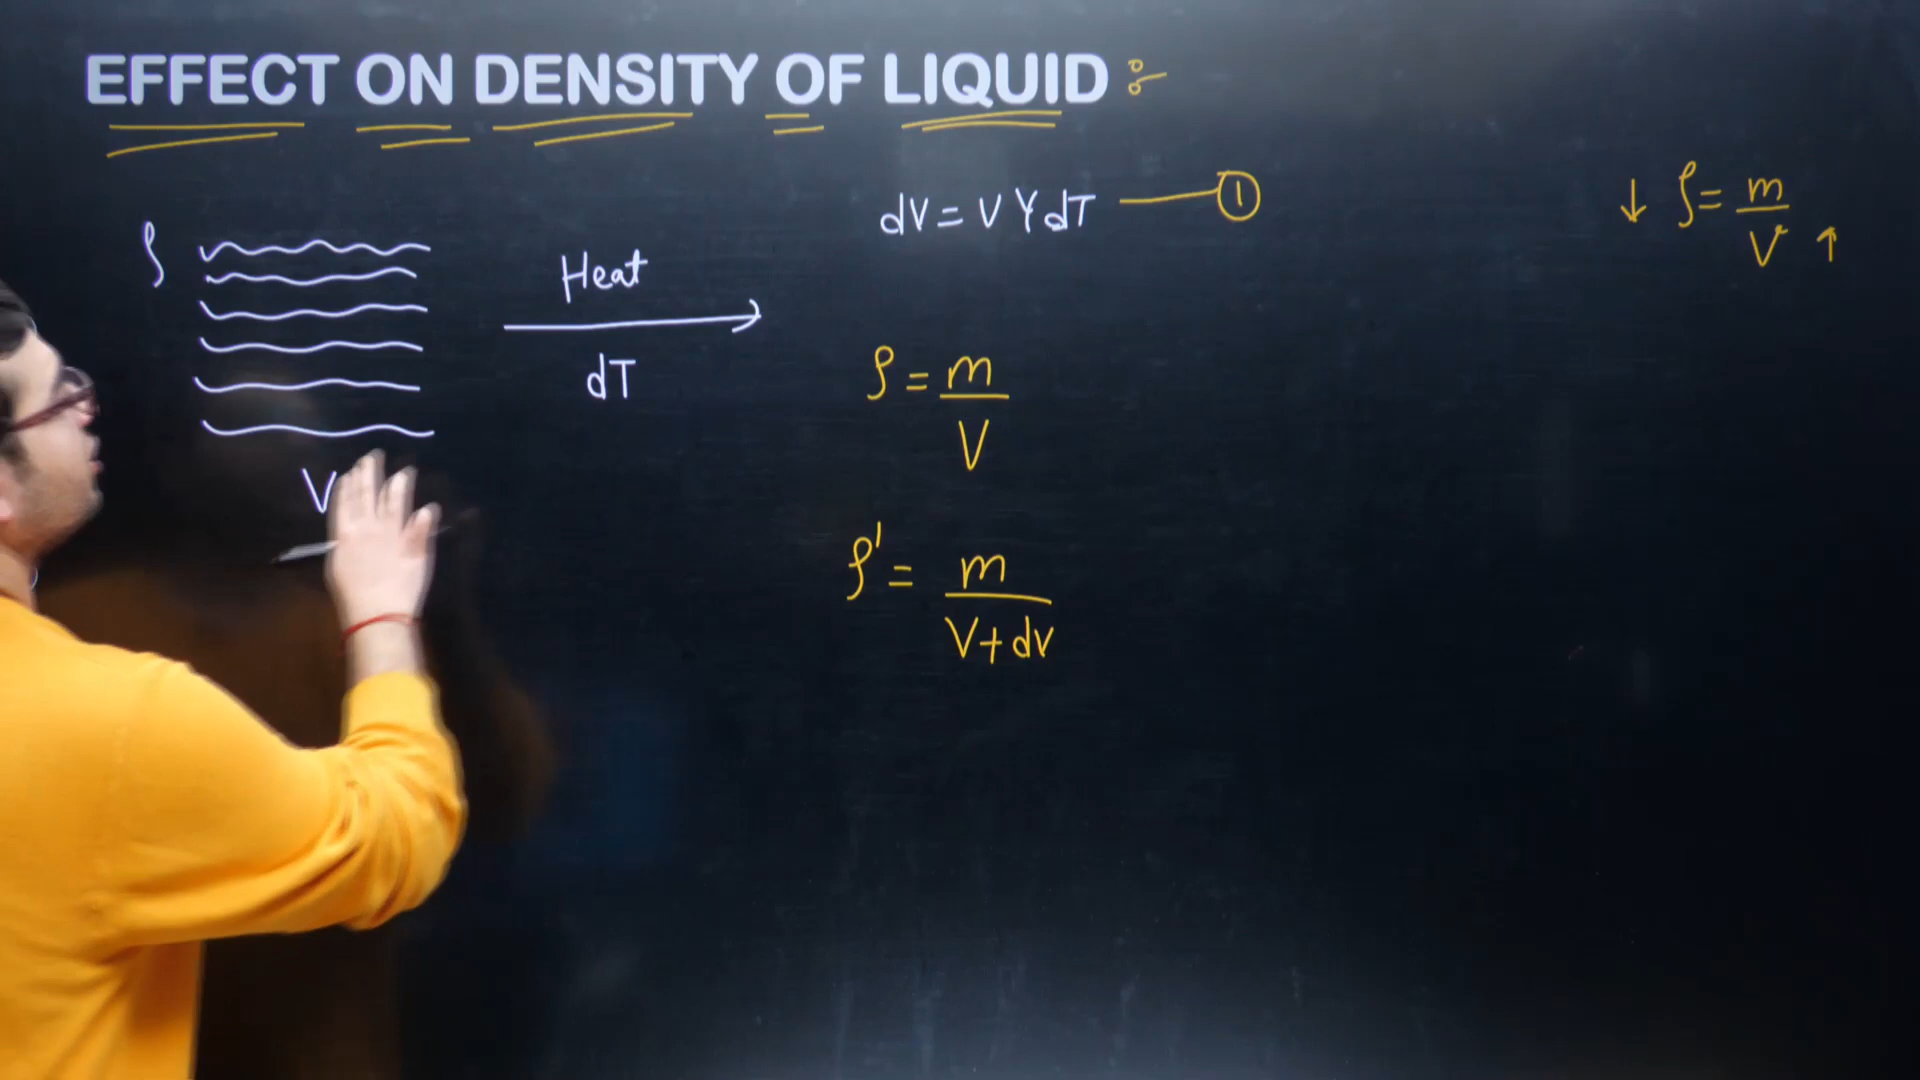 EFFECT ON DENSITY OF LIQUID :-
dV = V γ dT —— ①
↓ ρ = m/V ↑
ρ
Heat
dT
V
ρ = m/V
ρ' = m/(V + dV)